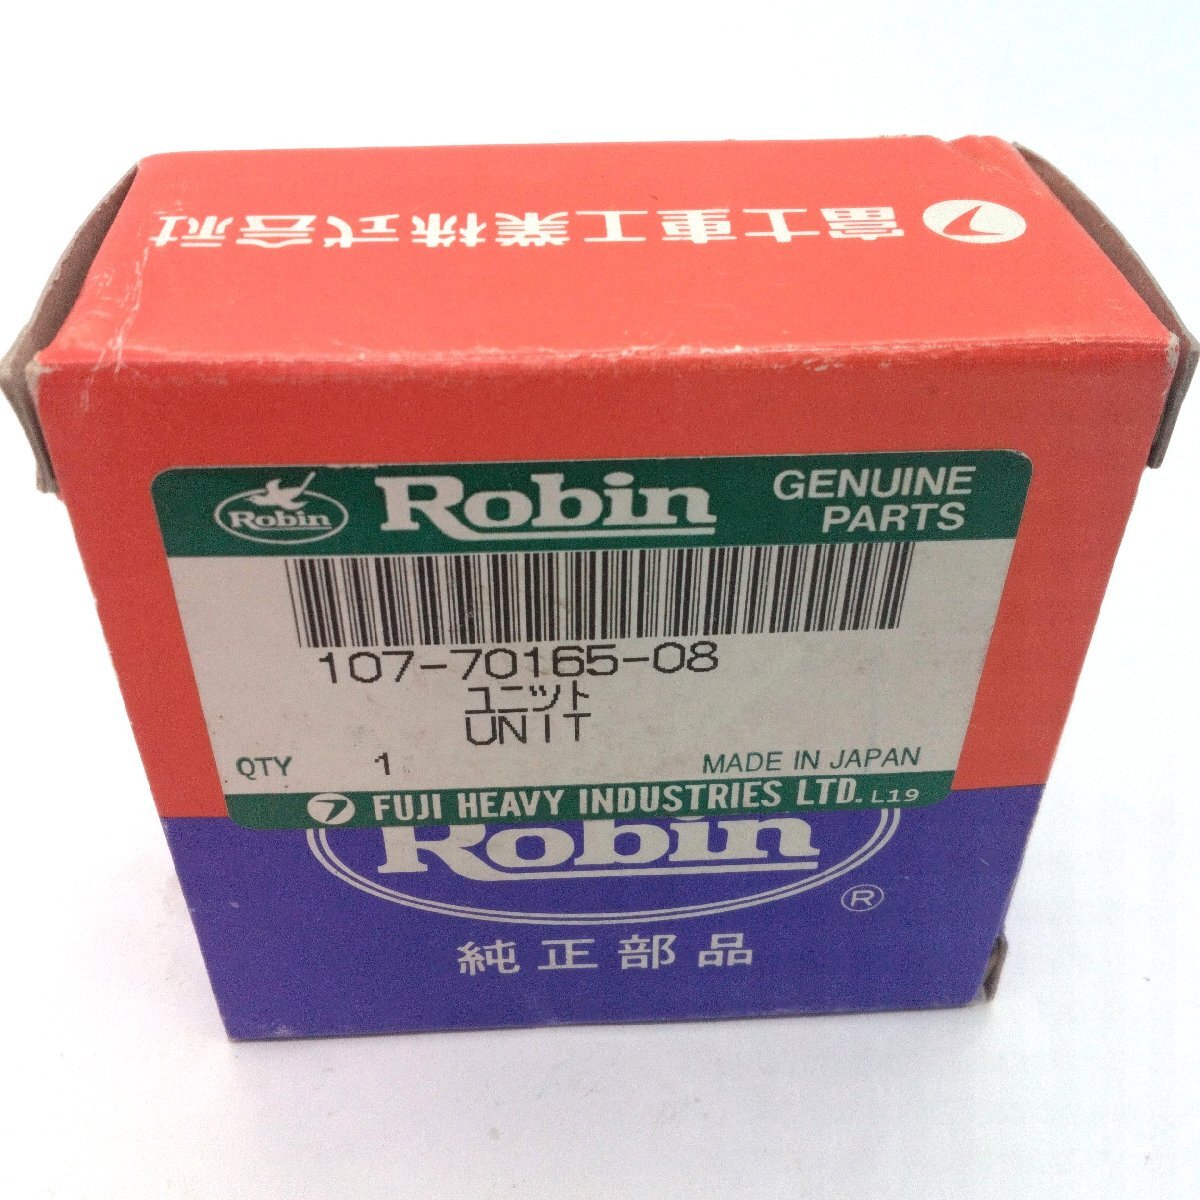 富士重工業株式会社
Robin
Robin
GENUINE
PARTS
107-70165-08
ユニット
UNIT
QTY 1
MADE IN JAPAN
FUJI HEAVY INDUSTRIES LTD. L19
Robin
®
純正部品